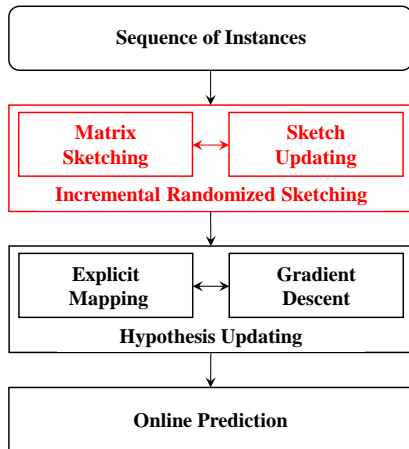 Sequence of Instances
Matrix
Sketching
Sketch
Updating
Incremental Randomized Sketching
Explicit
Mapping
Gradient
Descent
Hypothesis Updating
Online Prediction